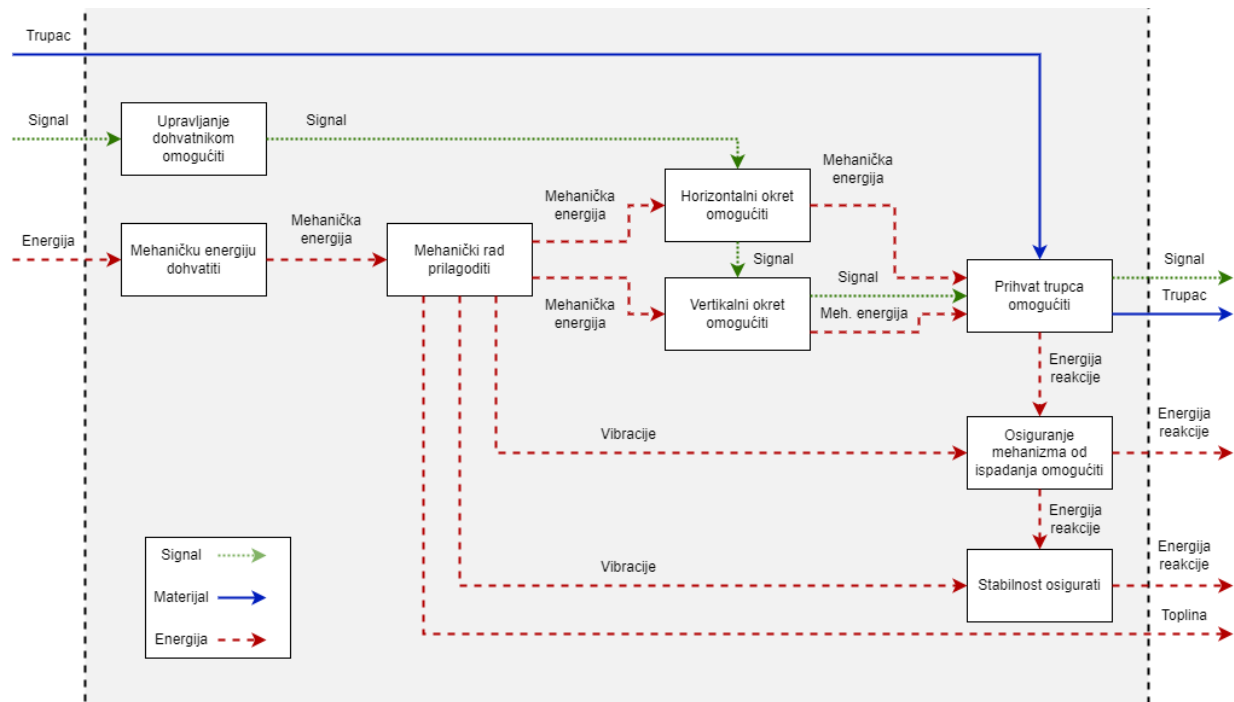 Trupac
Signal
Upravljanje
dohvatnikom
omogućiti
Signal
Energija
Mehaničku energiju
dohvatiti
Mehanička
energija
Mehanički rad
prilagoditi
Mehanička
energija
Mehanička
energija
Horizontalni okret
omogućiti
Mehanička
energija
Signal
Vertikalni okret
omogućiti
Signal
Meh. energija
Prihvat trupca
omogućiti
Signal
Trupac
Energija
reakcije
Vibracije
Osiguranje
mehanizma od
ispadanja omogućiti
Energija
reakcije
Energija
reakcije
Vibracije
Stabilnost osigurati
Energija
reakcije
Toplina
Signal
Materijal
Energija